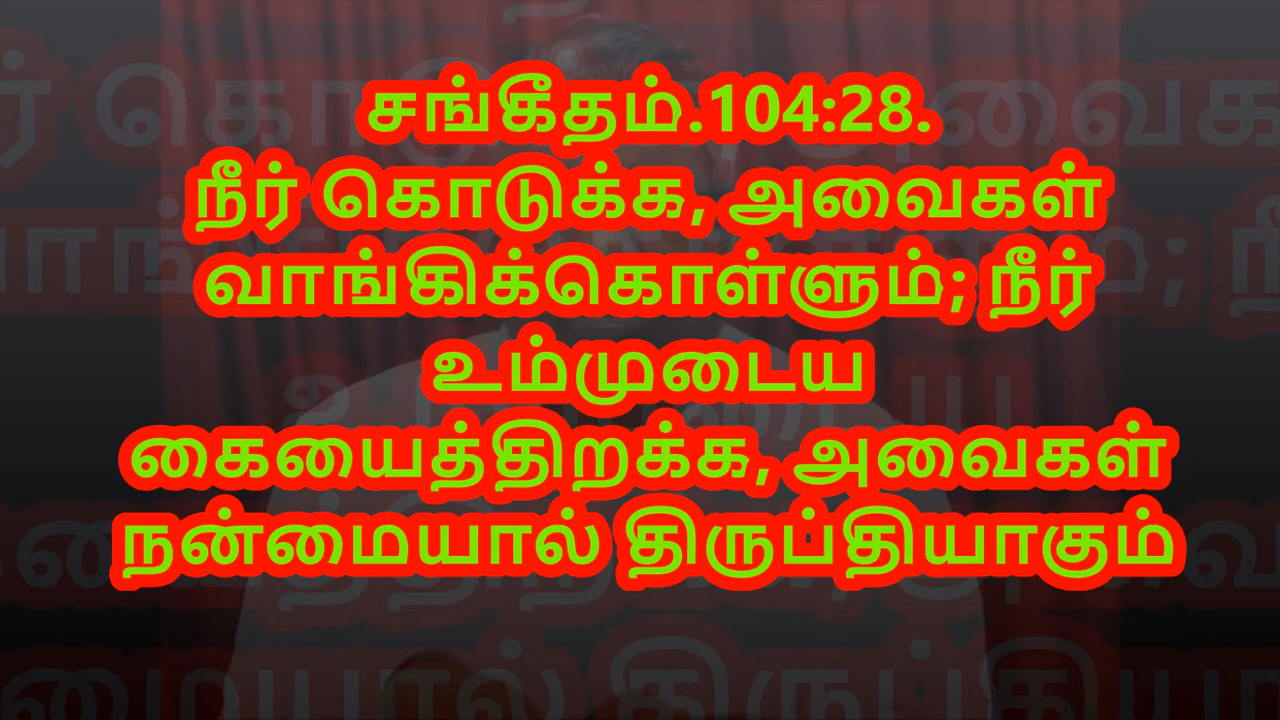 சங்கீதம்.104:28.
நீர் கொடுக்க, அவைகள்
வாங்கிக்கொள்ளும்; நீர்
உம்முடைய
கையைத்திறக்க, அவைகள்
நன்மையால் திருப்தியாகும்